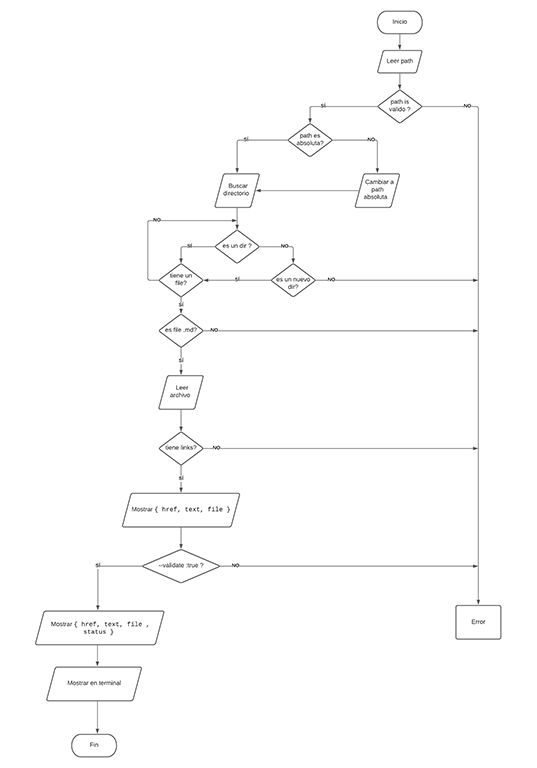 Inicio
Leer path
path is
valido ?
SÍ
NO
path es
absoluta?
SÍ
NO
Buscar
directorio
Cambiar a
path
absoluta
NO
es un dir ?
SÍ
NO
tiene un
file?
SÍ
es un nuevo
dir?
NO
SÍ
es file .md?
NO
SÍ
Leer
archivo
tiene links?
NO
SÍ
Mostrar { href, text, file }
--validate :true ?
SÍ
NO
Mostrar { href, text, file ,
status }
Error
Mostrar en terminal
Fin